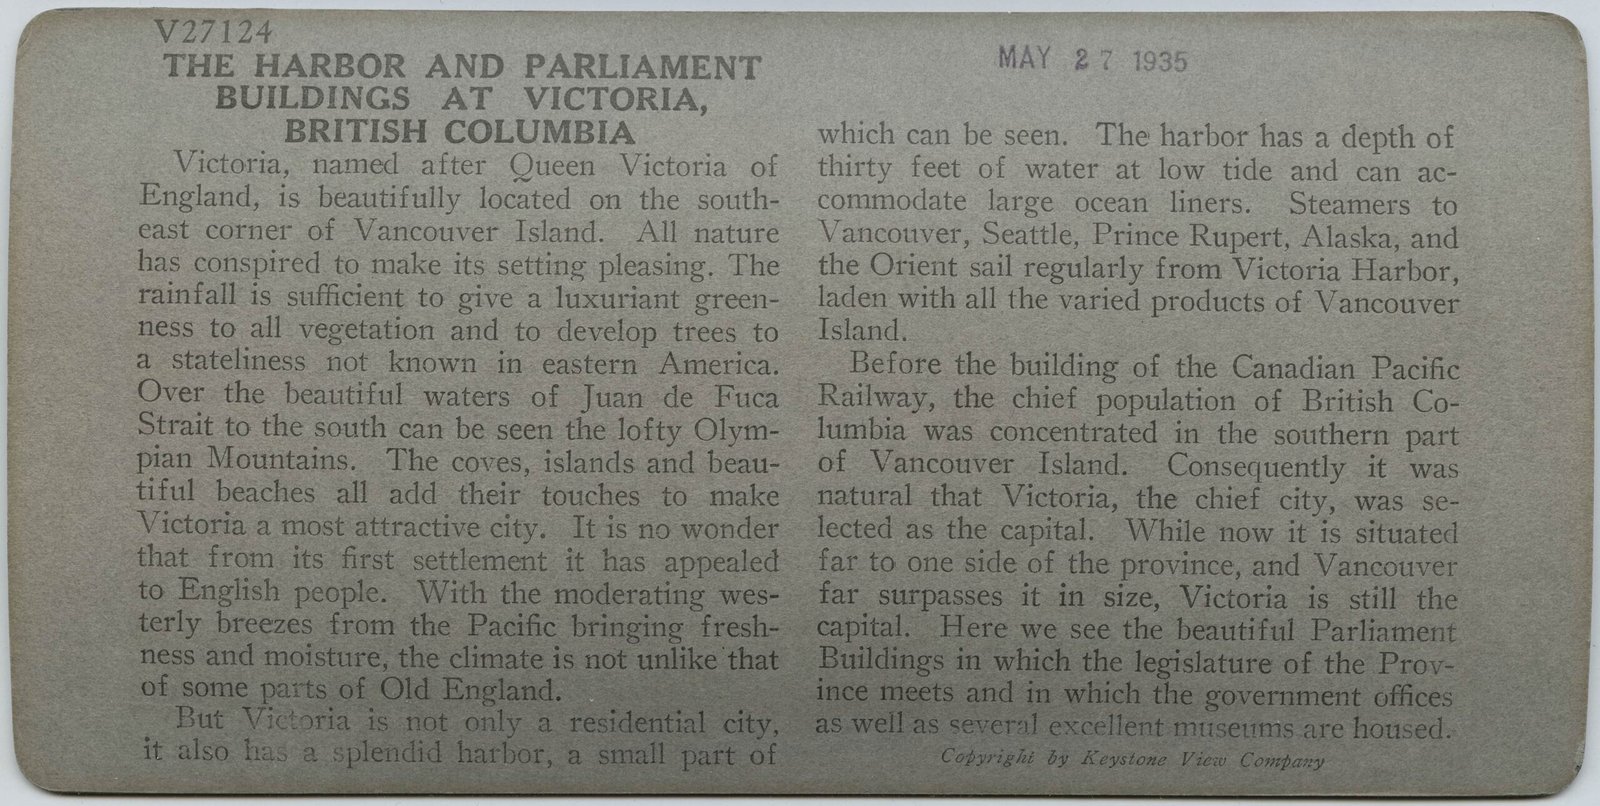 V27124
THE HARBOR AND PARLIAMENT
BUILDINGS AT VICTORIA,
BRITISH COLUMBIA
Victoria, named after Queen Victoria of
England, is beautifully located on the south-
east corner of Vancouver Island. All nature
has conspired to make its setting pleasing. The
rainfall is sufficient to give a luxuriant green-
ness to all vegetation and to develop trees to
a stateliness not known in eastern America.
Over the beautiful waters of Juan de Fuca
Strait to the south can be seen the lofty Olym-
pian Mountains. The coves, islands and beau-
tiful beaches all add their touches to make
Victoria a most attractive city. It is no wonder
that from its first settlement it has appealed
to English people. With the moderating wes-
terly breezes from the Pacific bringing fresh-
ness and moisture, the climate is not unlike that
of some parts of Old England.
But Victoria is not only a residential city,
it also has a splendid harbor, a small part of
MAY 27 1935
which can be seen. The harbor has a depth of
thirty feet of water at low tide and can ac-
commodate large ocean liners. Steamers to
Vancouver, Seattle, Prince Rupert, Alaska, and
the Orient sail regularly from Victoria Harbor,
laden with all the varied products of Vancouver
Island.
Before the building of the Canadian Pacific
Railway, the chief population of British Co-
lumbia was concentrated in the southern part
of Vancouver Island. Consequently it was
natural that Victoria, the chief city, was se-
lected as the capital. While now it is situated
far to one side of the province, and Vancouver
far surpasses it in size, Victoria is still the
capital. Here we see the beautiful Parliament
Buildings in which the legislature of the Prov-
ince meets and in which the government offices
as well as several excellent museums are housed.
Copyright by Keystone View Company